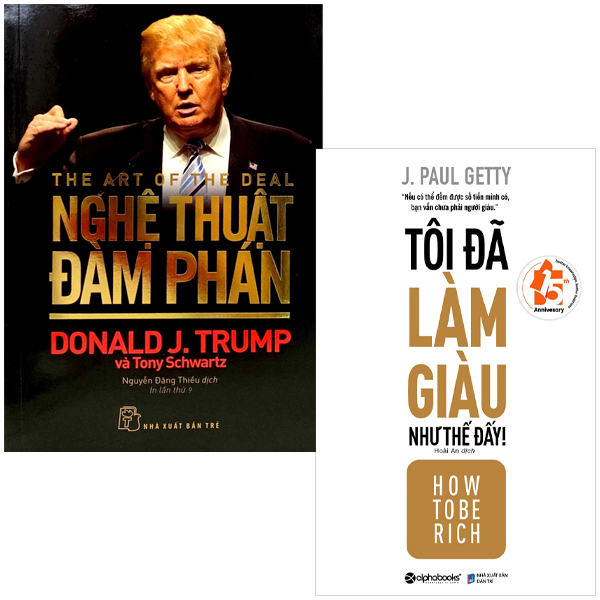 THE ART OF THE DEAL
NGHỆ THUẬT
ĐÀM PHÁN
DONALD J. TRUMP
và Tony Schwartz
Nguyễn Đăng Thiều dịch
In lần thứ 9
NHÀ XUẤT BẢN TRẺ
J. PAUL GETTY
“Nếu có thể đếm được số tiền mình có,
bạn vẫn chưa phải người giàu.”
TÔI ĐÃ
LÀM
GIÀU
NHƯ THẾ ĐẤY!
Hoài An dịch
15th
Annivesary
HOW
TO BE
RICH
alphabooks
NHÀ XUẤT BẢN
DÂN TRÍ